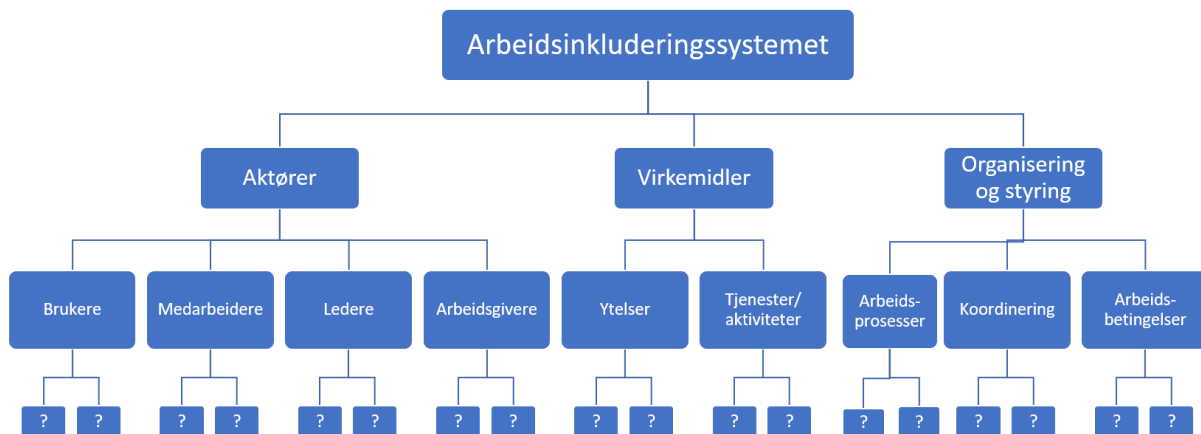 Arbeidsinkluderingssystemet
Aktører
Virkemidler
Organisering
og styring
Brukere
Medarbeidere
Ledere
Arbeidsgivere
Ytelser
Tjenester/
aktiviteter
Arbeids-
prosesser
Koordinering
Arbeids-
betingelser
? ? ? ? ? ? ? ? ? ? ? ? ? ? ? ? ? ?